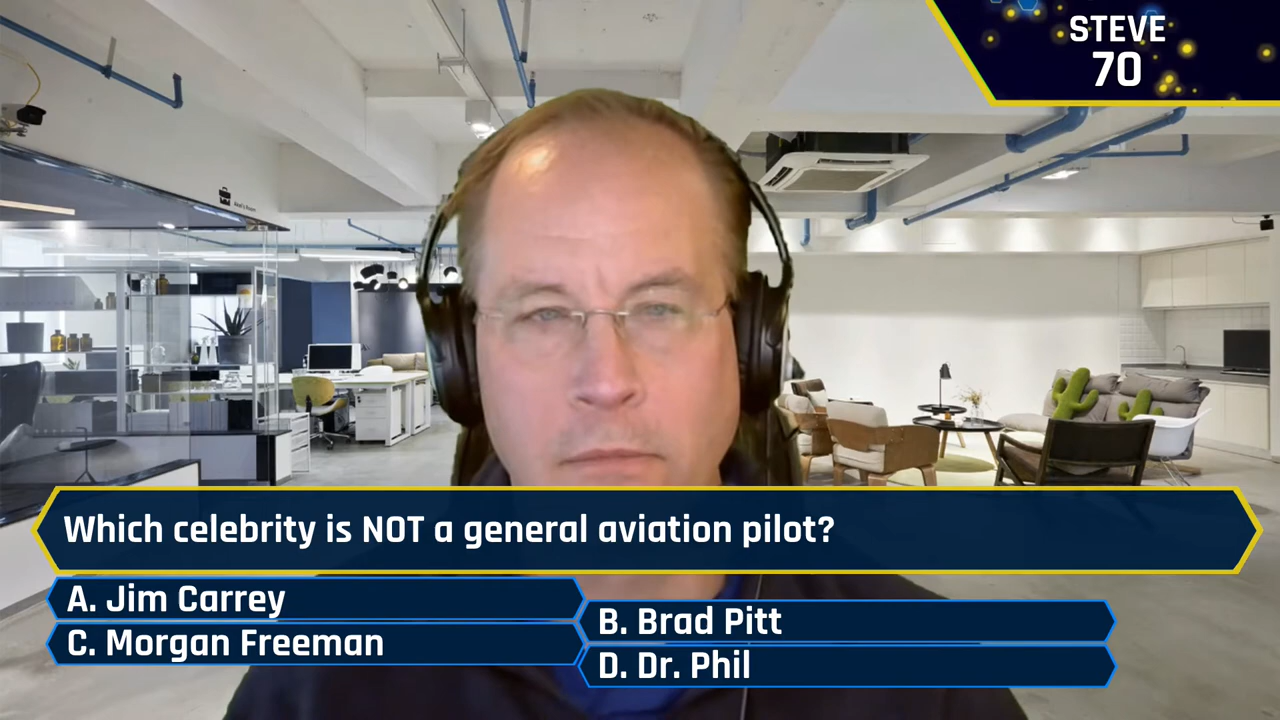 STEVE
70
Which celebrity is NOT a general aviation pilot?
A. Jim Carrey
B. Brad Pitt
C. Morgan Freeman
D. Dr. Phil